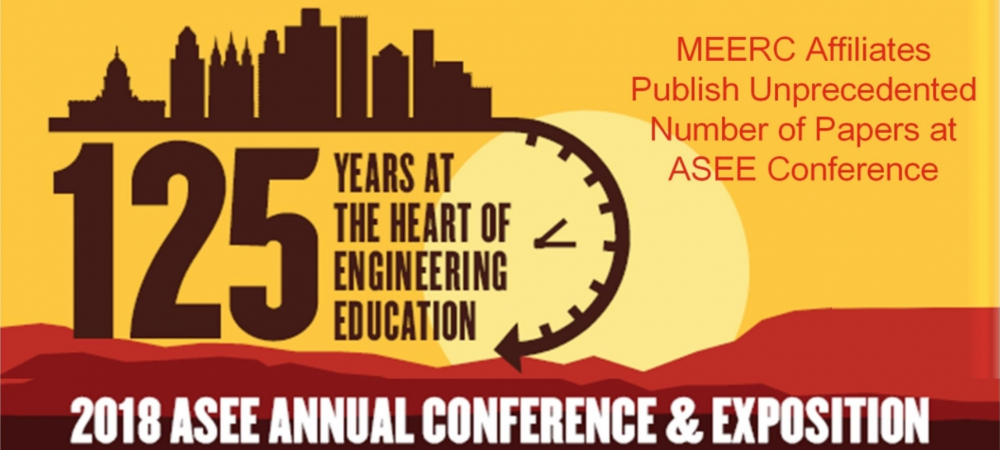 MEERC Affiliates
Publish Unprecedented
Number of Papers at
ASEE Conference
125
YEARS AT
THE HEART OF
ENGINEERING
EDUCATION
2018 ASEE ANNUAL CONFERENCE & EXPOSITION